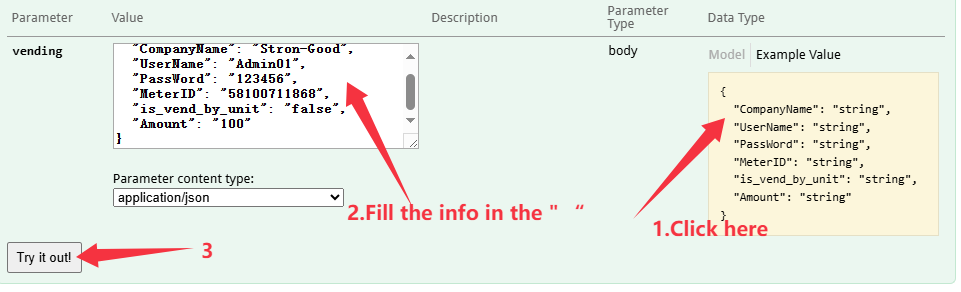 Parameter Value Description Parameter Type Data Type
vending
"CompanyName": "Stron-Good",
"UserName": "Admin01",
"PassWord": "123456",
"MeterID": "58100711868",
"is_vend_by_unit": "false",
"Amount": "100"
}
Parameter content type:
application/json
body
Model Example Value
{
"CompanyName": "string",
"UserName": "string",
"PassWord": "string",
"MeterID": "string",
"is_vend_by_unit": "string",
"Amount": "string"
}
2.Fill the info in the " “
1.Click here
Try it out!
3